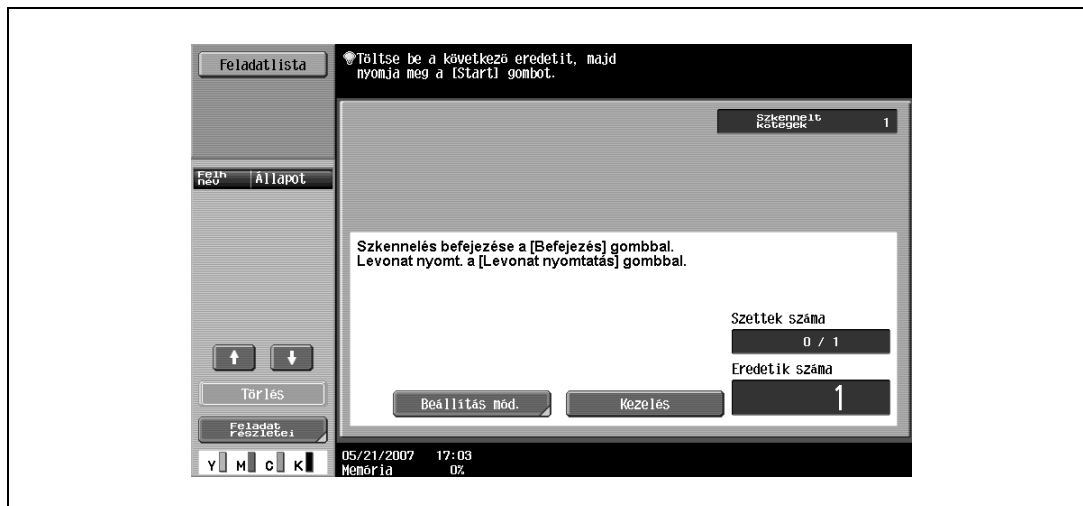 Feladatlista
Töltse be a következő eredetit, majd
nyomja meg a [Start] gombot.
Szkennelt
kötegek 1
Felh
név Állapot
Szkennelés befejezése a [Befejezés] gombbal.
Levonat nyomt. a [Levonat nyomtatás] gombbal.
Szettek száma
0 / 1
Eredetik száma
1
Törlés
Beállítás mód.
Kezelés
Feladat
részletei
Y M C K
05/21/2007 17:03
Memória 0%